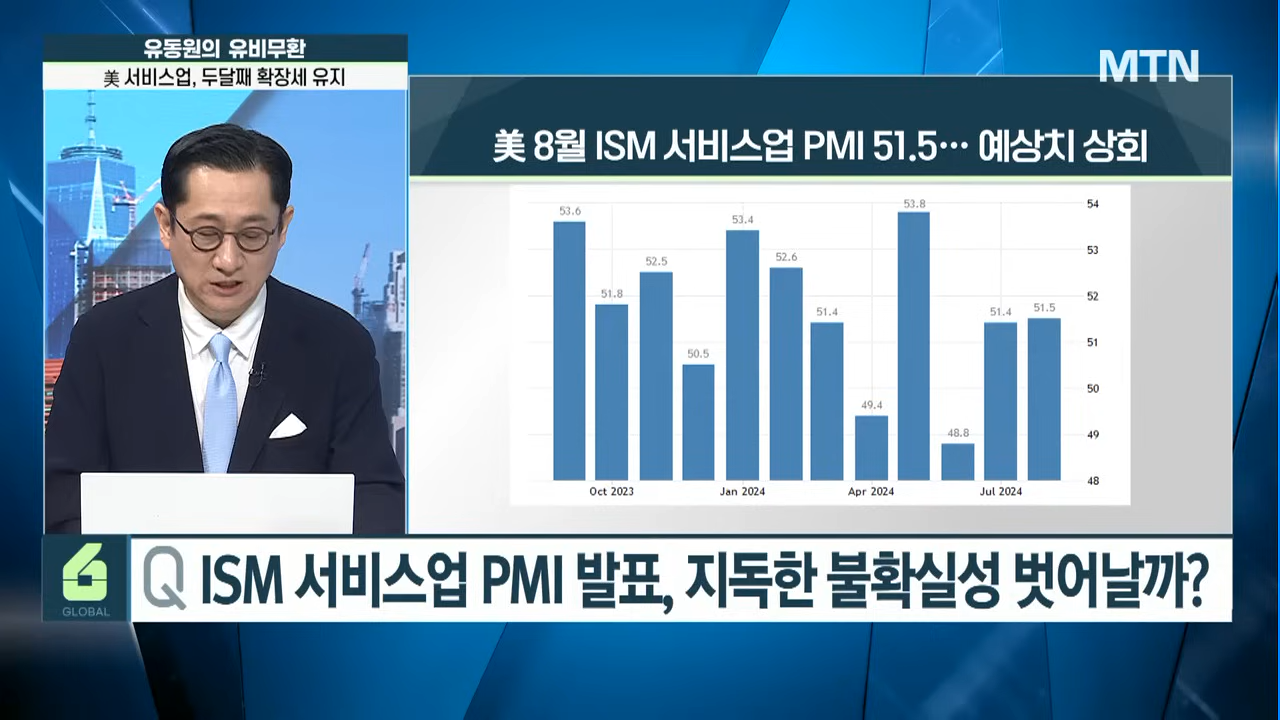 유동원의 유비무환
美 서비스업, 두달째 확장세 유지
MTN
美 8월 ISM 서비스업 PMI 51.5… 예상치 상회
53.6
51.8
52.5
50.5
53.4
52.6
51.4
49.4
53.8
48.8
51.4
51.5
54
53
52
51
50
49
48
Oct 2023
Jan 2024
Apr 2024
Jul 2024
6
GLOBAL
Q ISM 서비스업 PMI 발표, 지독한 불확실성 벗어날까?